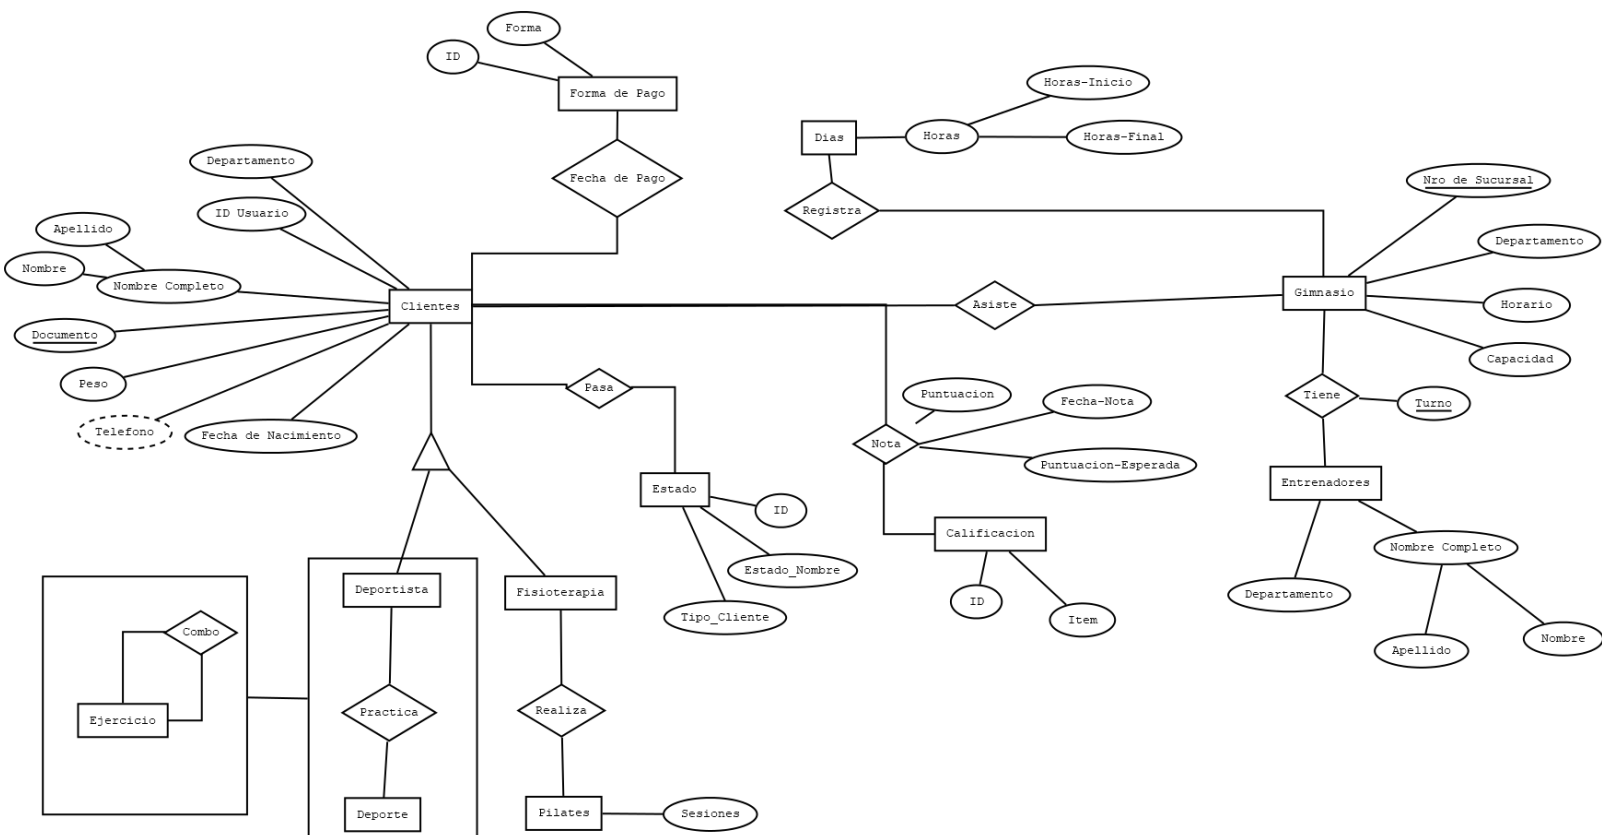 Forma
ID
Forma de Pago
Horas-Inicio
Dias
Horas
Horas-Final
Departamento
Fecha de Pago
Nro de Sucursal
ID Usuario
Registra
Apellido
Departamento
Nombre
Nombre Completo
Clientes
Asiste
Gimnasio
Horario
Documento
Capacidad
Peso
Pasa
Puntuacion
Fecha-Nota
Tiene
Turno
Telefono
Fecha de Nacimiento
Nota
Puntuacion-Esperada
Estado
ID
Entrenadores
Calificacion
Nombre Completo
Estado_Nombre
Deportista
Fisioterapia
ID
Departamento
Tipo_Cliente
Item
Combo
Apellido
Nombre
Ejercicio
Practica
Realiza
Deporte
Pilates
Sesiones